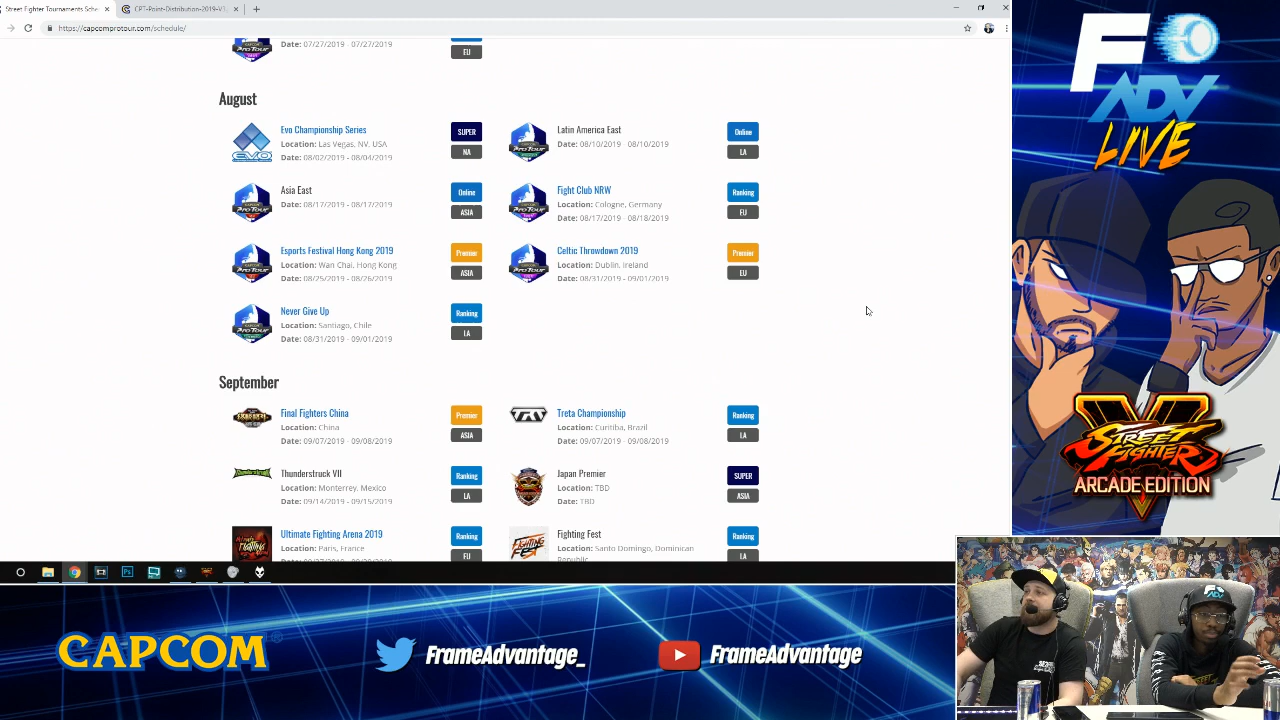 Street Fighter Tournaments Sche
CPT-Point-Distribution-2019-V1.
https://capcomprotour.com/schedule/
Date: 07/27/2019 - 07/27/2019
EU
August
Evo Championship Series
Location: Las Vegas, NV, USA
Date: 08/02/2019 - 08/04/2019
SUPER
NA
Latin America East
Date: 08/10/2019 - 08/10/2019
Online
LA
Asia East
Date: 08/17/2019 - 08/17/2019
Online
ASIA
Fight Club NRW
Location: Cologne, Germany
Date: 08/17/2019 - 08/18/2019
Ranking
EU
Esports Festival Hong Kong 2019
Location: Wan Chai, Hong Kong
Date: 08/25/2019 - 08/26/2019
Premier
ASIA
Celtic Throwdown 2019
Location: Dublin, Ireland
Date: 08/31/2019 - 09/01/2019
Premier
EU
Never Give Up
Location: Santiago, Chile
Date: 08/31/2019 - 09/01/2019
Ranking
LA
September
Final Fighters China
Location: China
Date: 09/07/2019 - 09/08/2019
Premier
ASIA
Treta Championship
Location: Curitiba, Brazil
Date: 09/07/2019 - 09/08/2019
Ranking
LA
Thunderstruck VII
Location: Monterrey, Mexico
Date: 09/14/2019 - 09/15/2019
Ranking
LA
Japan Premier
Location: TBD
Date: TBD
SUPER
ASIA
Ultimate Fighting Arena 2019
Location: Paris, France
Ranking
EU
Fighting Fest
Location: Santo Domingo, Dominican
Republic
Ranking
LA
F
ADV
LIVE
V
STREET
FIGHTER
ARCADE EDITION
CAPCOM
FrameAdvantage_
FrameAdvantage